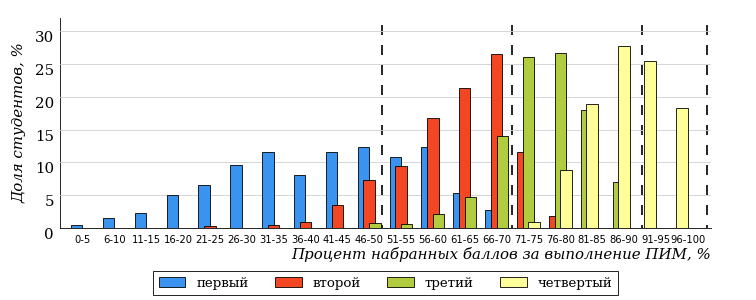 Доля студентов, %
30
25
20
15
10
5
0
0-5 6-10 11-15 16-20 21-25 26-30 31-35 36-40 41-45 46-50 51-55 56-60 61-65 66-70 71-75 76-80 81-85 86-90 91-95 96-100
Процент набранных баллов за выполнение ПИМ, %
первый второй третий четвертый